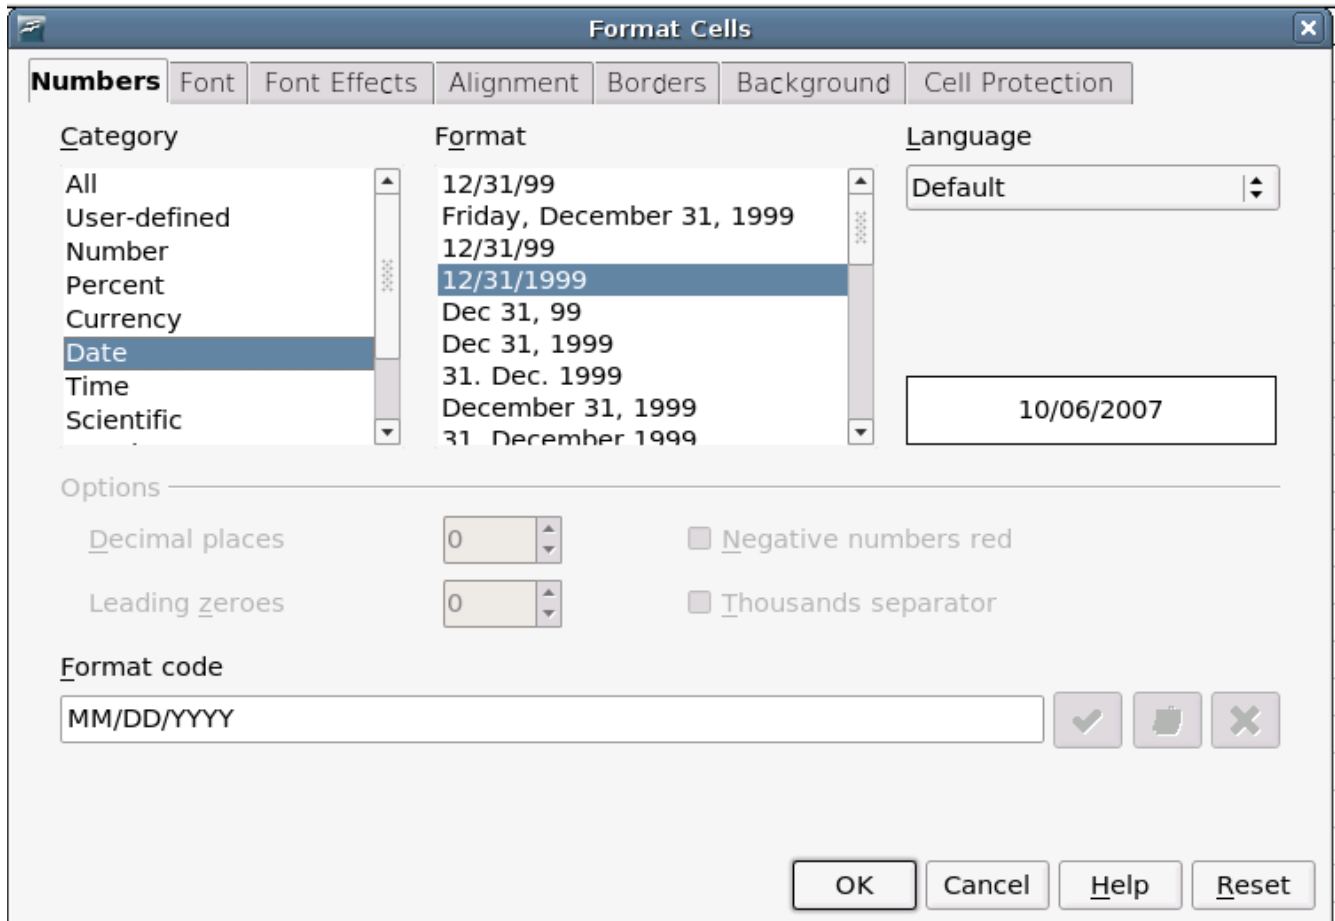 Format Cells
Numbers Font Font Effects Alignment Borders Background Cell Protection
Category
All
User-defined
Number
Percent
Currency
Date
Time
Scientific
Format
12/31/99
Friday, December 31, 1999
12/31/99
12/31/1999
Dec 31, 99
Dec 31, 1999
31. Dec. 1999
December 31, 1999
31. December 1999
Language
Default
10/06/2007
Options
Decimal places 0 Negative numbers red
Leading zeroes 0 Thousands separator
Format code
MM/DD/YYYY
OK Cancel Help Reset